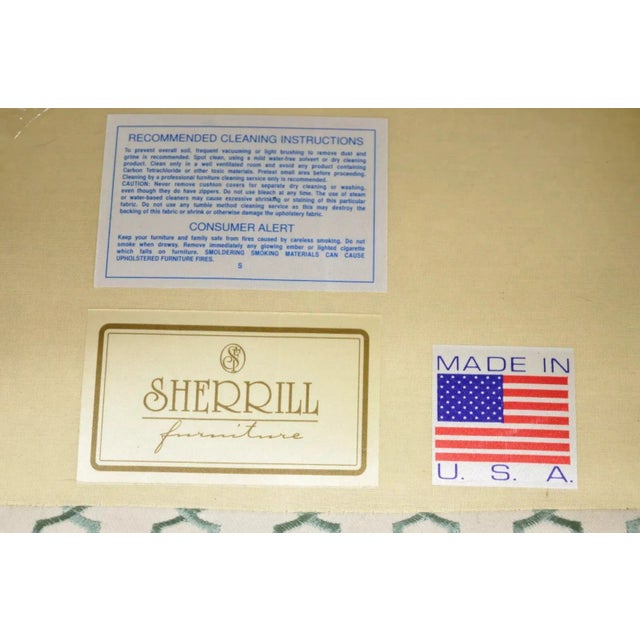 RECOMMENDED CLEANING INSTRUCTIONS
To prevent overall soil, frequent vacuuming or light brushing to remove dust and
grime is recommended. Spot clean, using a mild water-free solvert or dry cleaning
product. Clean only in a well ventilated room and avoid any product containing
Carbon Tetrachloride or other toxic materials. Pretest small area before proceeding.
Cleaning by a professional furniture cleaning service only is recommended.
CAUTION: Never remove cushion covers for separate dry cleaning or washing,
even though they do have zippers. Do not use bleach at any time. The use of steam
or water-based cleaners may cause excessive shrinking or staining of this particular
fabric. Do not use any tumble method cleaning service as this may destroy the
backing of this fabric or shrink or otherwise damage the upholstery fabric.
CONSUMER ALERT
Keep your furniture and family safe from fires caused by careless smoking. Do not
smoke when drowsy. Remove immediately any glowing ember or lighted cigarette
which falls on furniture. SMOLDERING SMOKING MATERIALS CAN CAUSE
UPHOLSTERED FURNITURE FIRES.
S
SHERRILL
furniture
MADE IN
U. S. A.